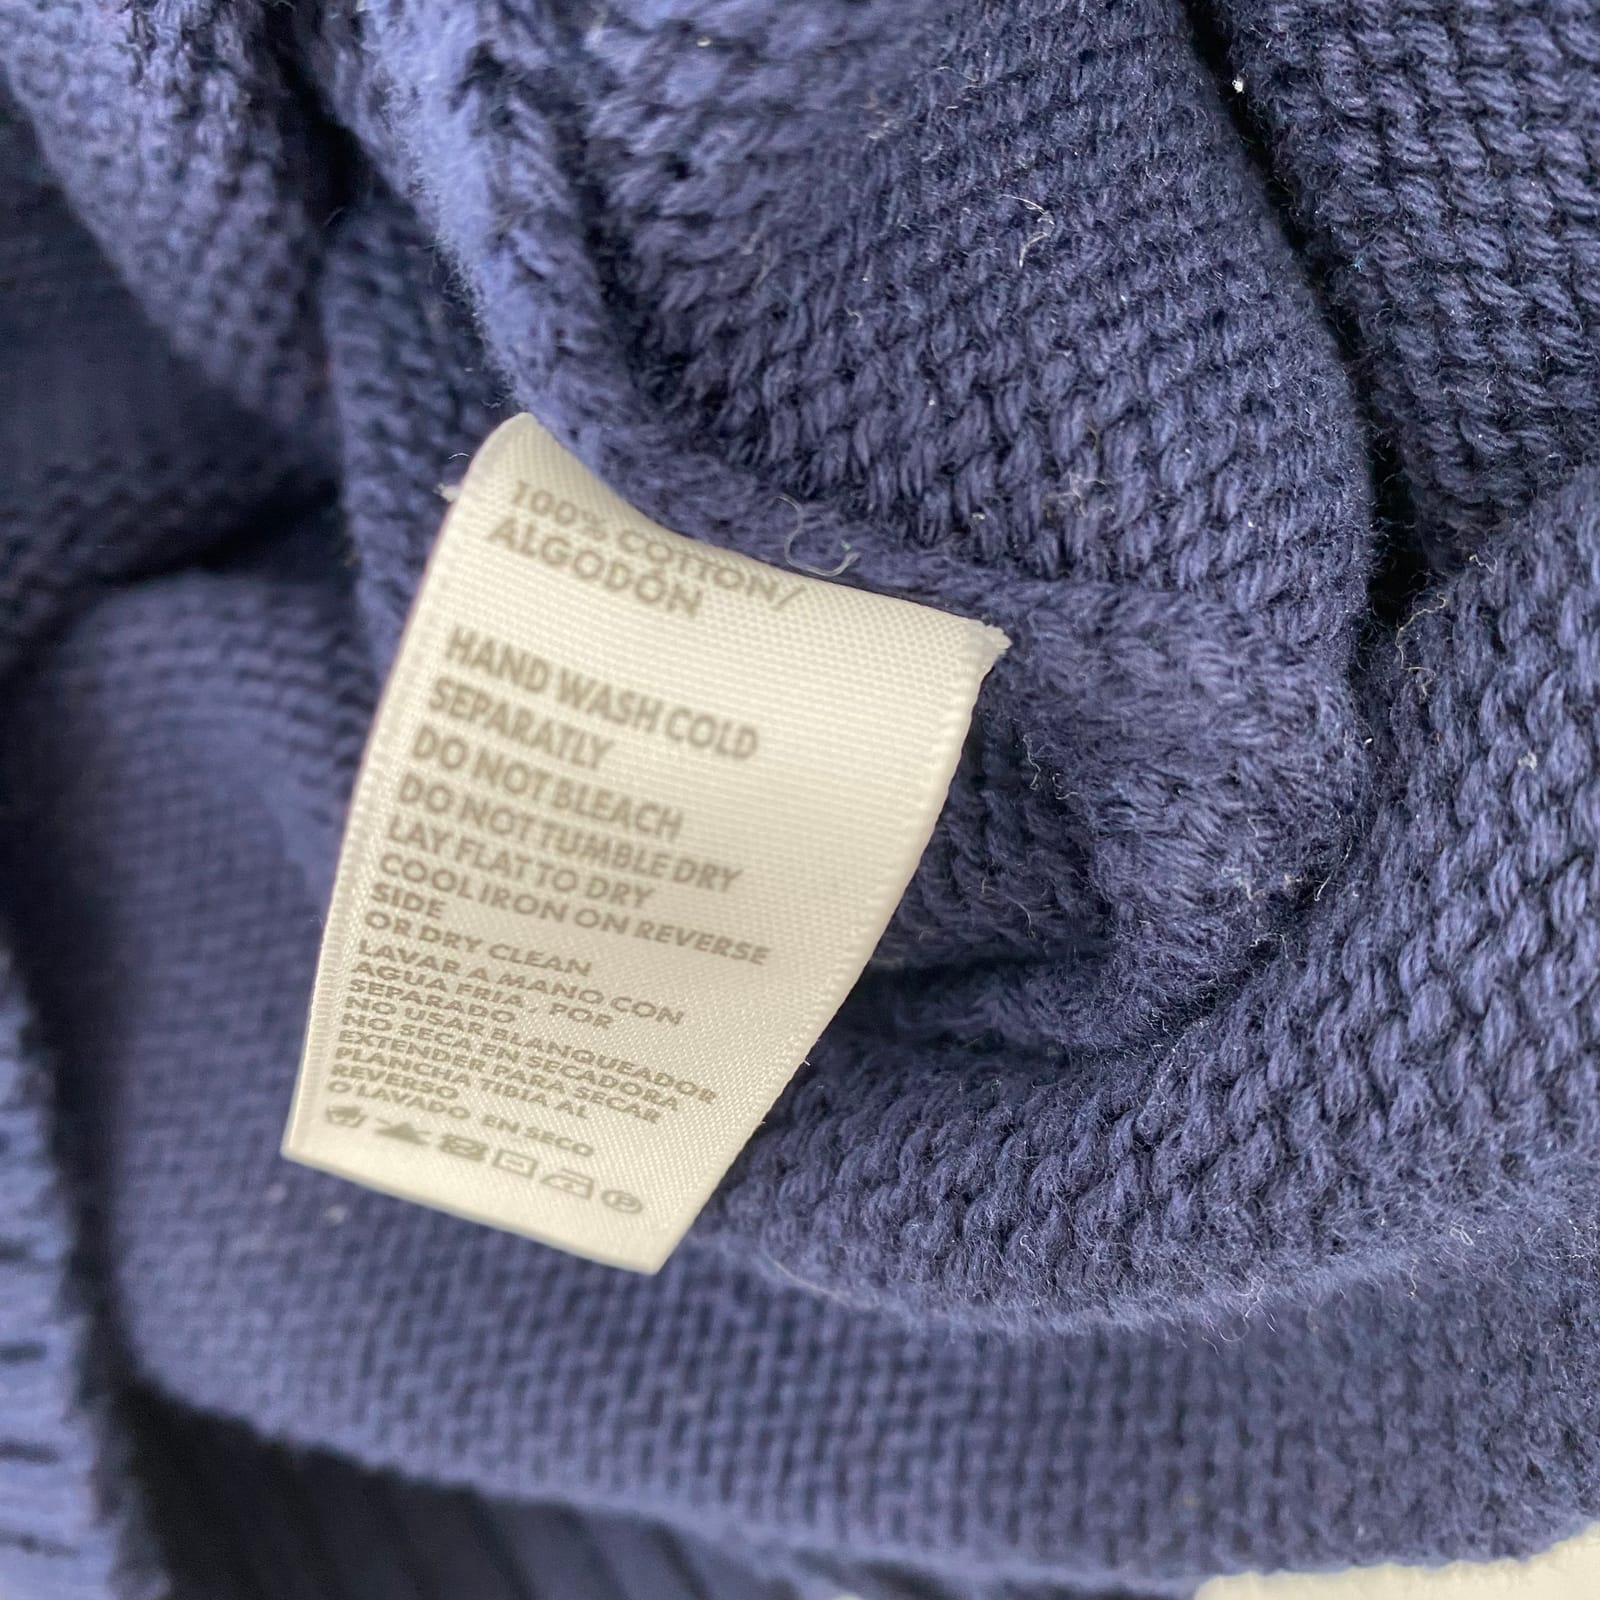 100% COTTON/
ALGODÓN
HAND WASH COLD
SEPARATLY
DO NOT BLEACH
DO NOT TUMBLE DRY
LAY FLAT TO DRY
COOL IRON ON REVERSE
SIDE
OR DRY CLEAN
LAVAR A MANO CON
AGUA FRIA , POR
SEPARADO
NO USAR BLANQUEADOR
NO SECA EN SECADORA
EXTENDER PARA SECAR
PLANCHA TIBIA AL
REVERSO
O LAVADO EN SECO
P